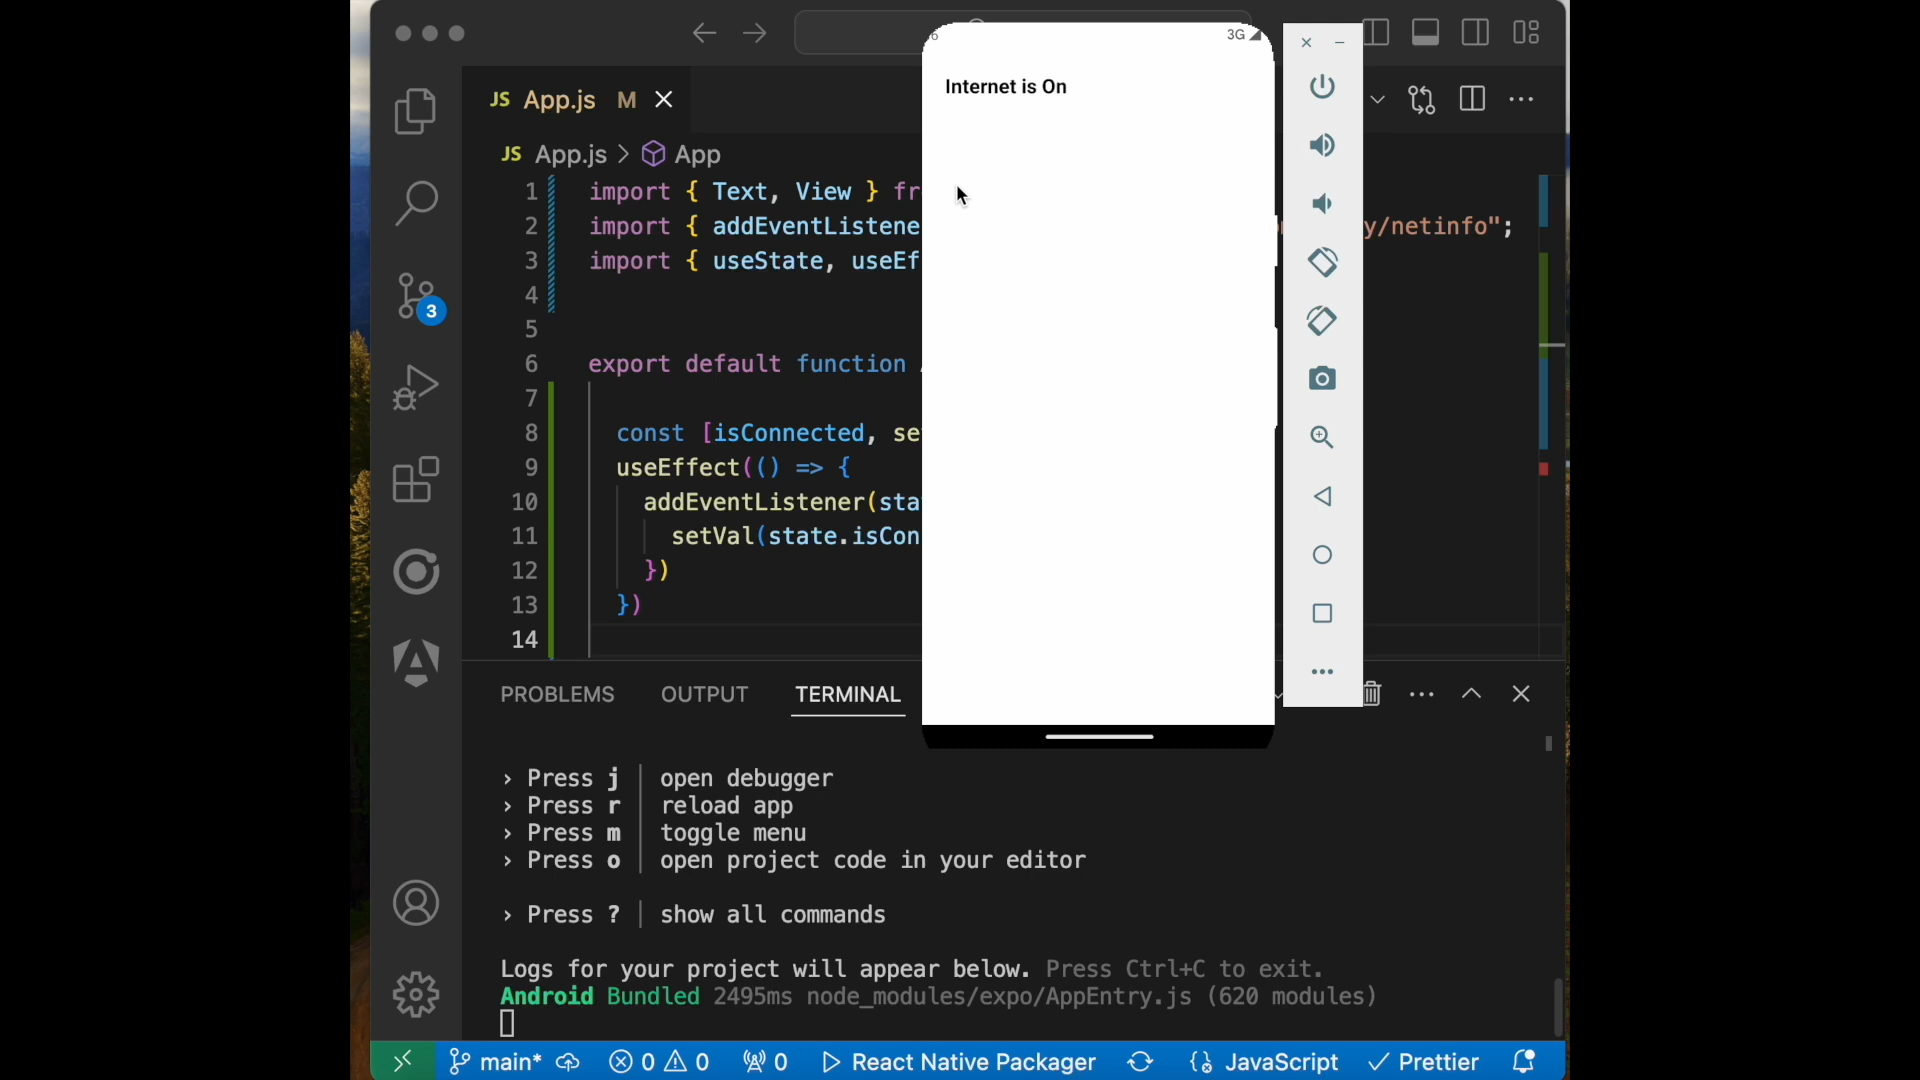 JS App.js M
JS App.js > App
1 import { Text, View } fr
2 import { addEventListene y/netinfo";
3 import { useState, useEf
4
5
6 export default function
7
8 const [isConnected, se
9 useEffect(() => {
10 addEventListener(sta
11 setVal(state.isCon
12 })
13 })
14
3G
Internet is On
3
PROBLEMS OUTPUT TERMINAL
› Press j │ open debugger
› Press r │ reload app
› Press m │ toggle menu
› Press o │ open project code in your editor
› Press ? │ show all commands
Logs for your project will appear below. Press Ctrl+C to exit.
Android Bundled 2495ms node_modules/expo/AppEntry.js (620 modules)
main* 0 0 0 React Native Packager JavaScript Prettier